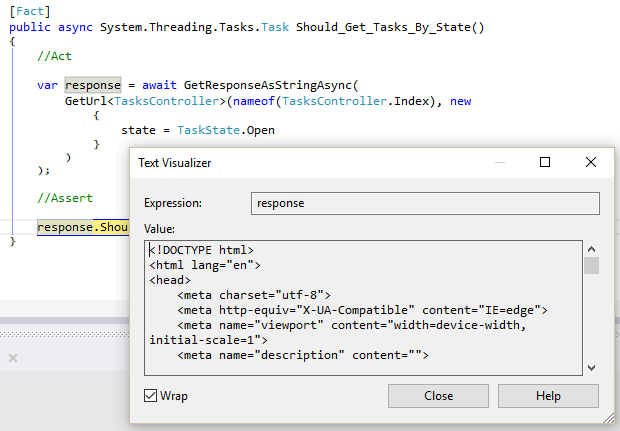 [Fact]
public async System.Threading.Tasks.Task Should_Get_Tasks_By_State()
{
//Act
var response = await GetResponseAsStringAsync(
GetUrl<TasksController>(nameof(TasksController.Index), new
{
state = TaskState.Open
}
)
);
//Assert
response.Shou
}
Text Visualizer
Expression:
response
Value:
<!DOCTYPE html>
<html lang="en">
<head>
<meta charset="utf-8">
<meta http-equiv="X-UA-Compatible" content="IE=edge">
<meta name="viewport" content="width=device-width,
initial-scale=1">
<meta name="description" content="">
Wrap
Close
Help